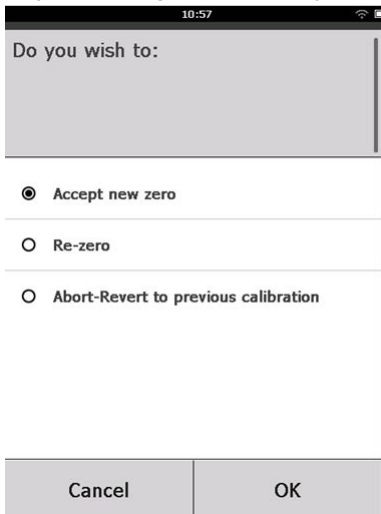 10:57
Do you wish to:
Accept new zero
Re-zero
Abort-Revert to previous calibration
Cancel
OK